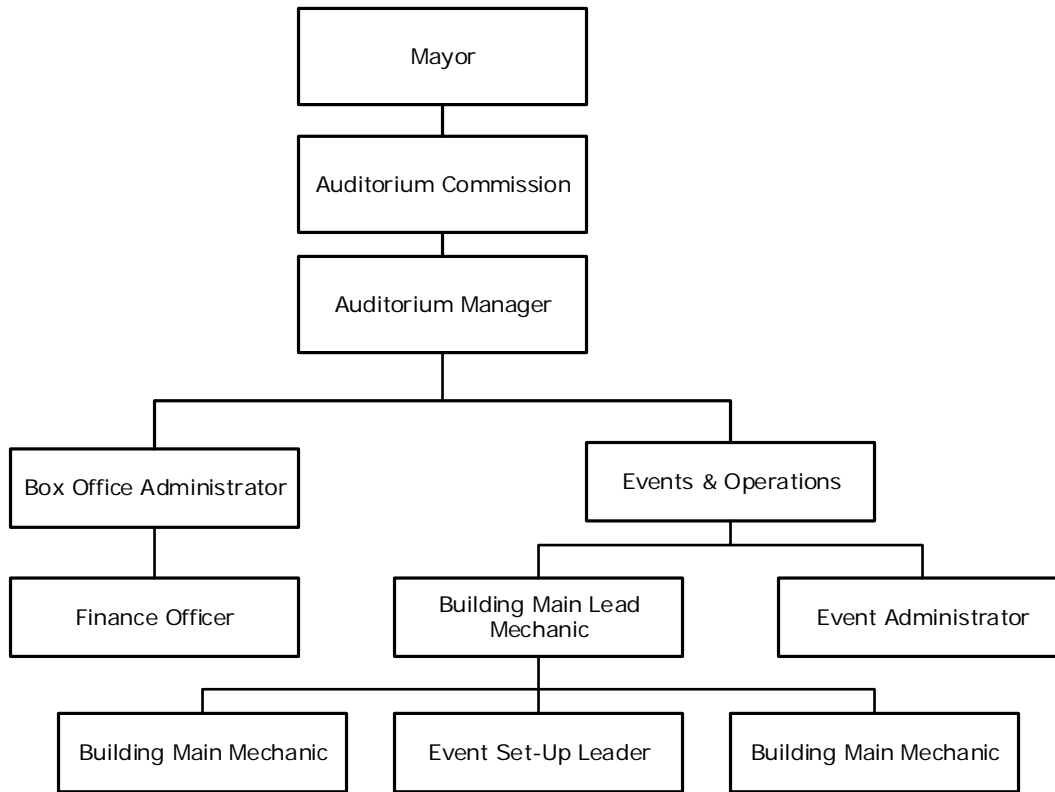 Mayor
Auditorium Commission
Auditorium Manager
Box Office Administrator
Events & Operations
Finance Officer
Building Main Lead
Mechanic
Event Administrator
Building Main Mechanic
Event Set-Up Leader
Building Main Mechanic